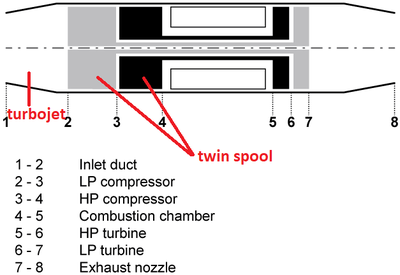 turbojet
1 2 3 4 5 6 7 8
twin spool
1 - 2 Inlet duct
2 - 3 LP compressor
3 - 4 HP compressor
4 - 5 Combustion chamber
5 - 6 HP turbine
6 - 7 LP turbine
7 - 8 Exhaust nozzle